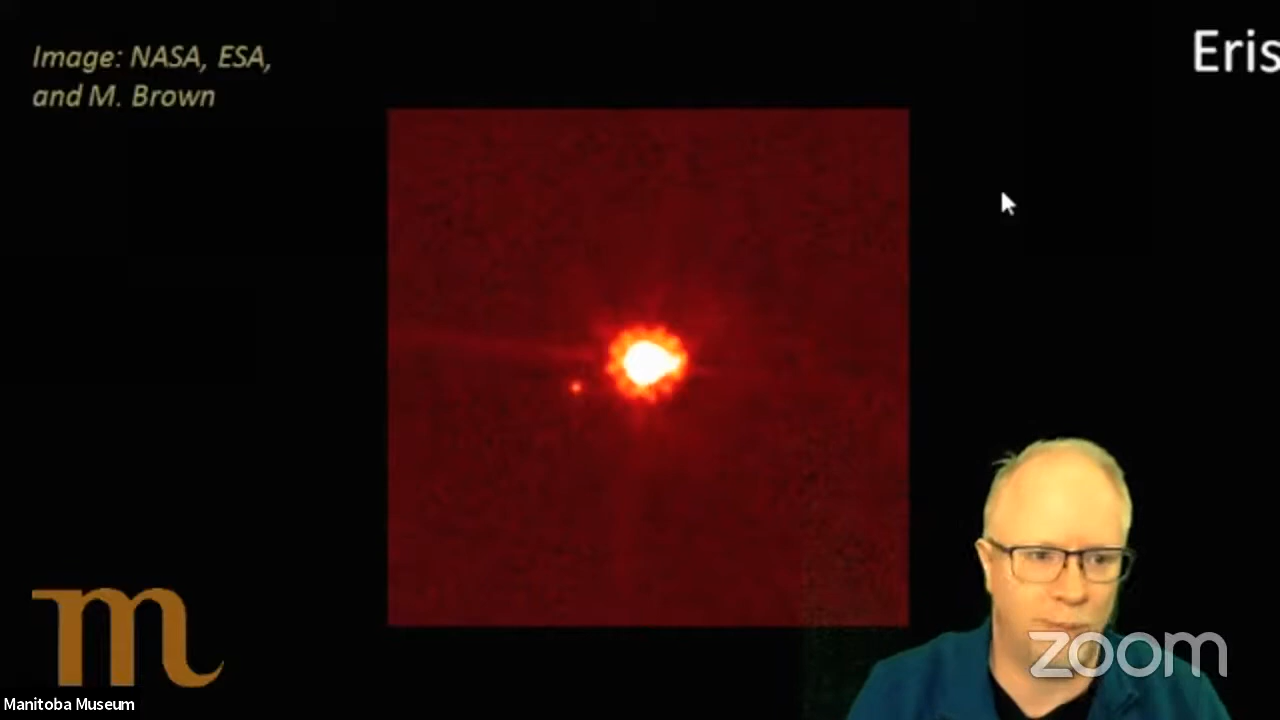 Image: NASA, ESA,
and M. Brown
Eris
m
zoom
Manitoba Museum